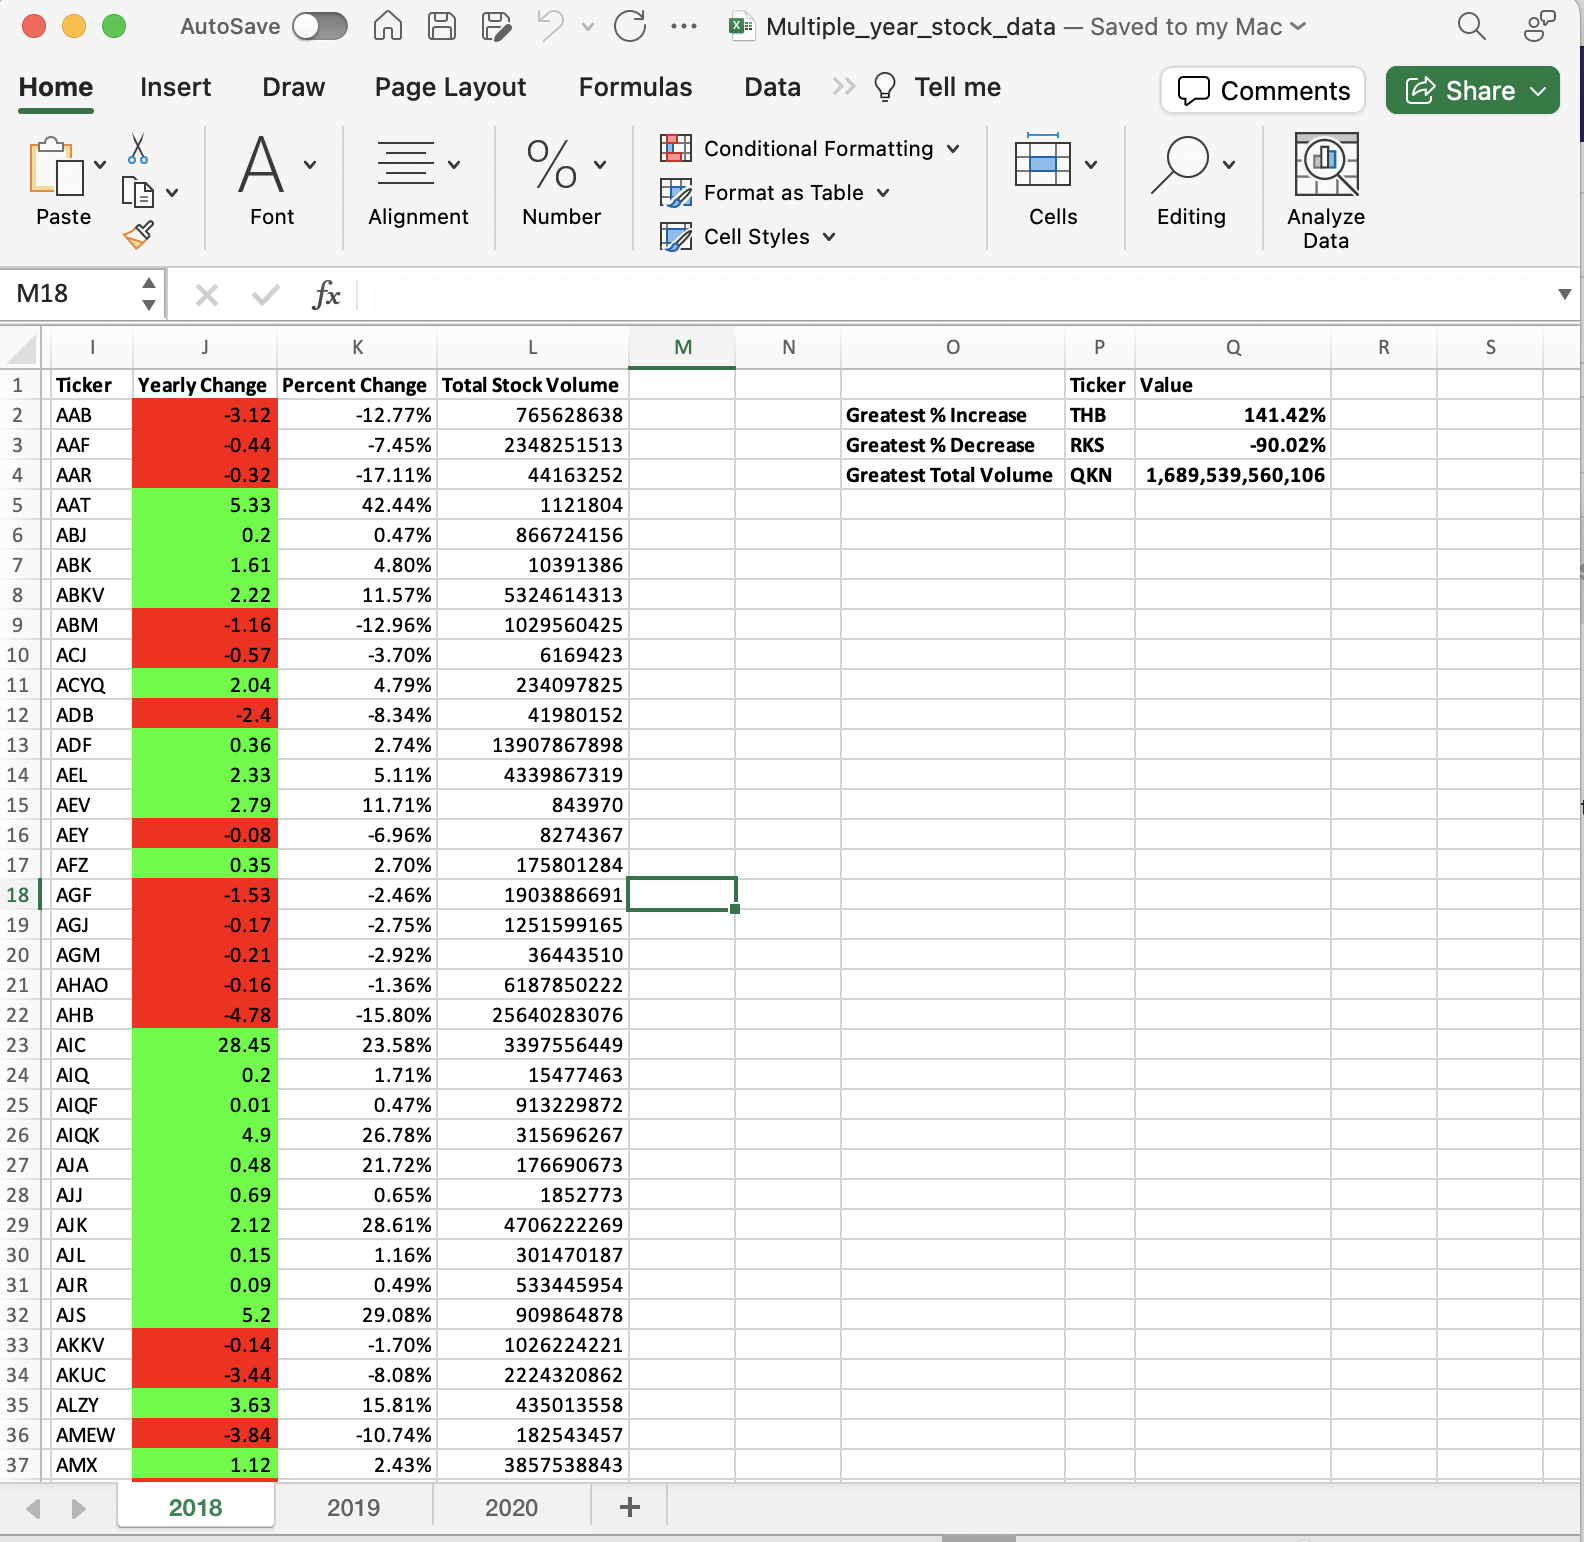 AutoSave Multiple_year_stock_data — Saved to my Mac
Home Insert Draw Page Layout Formulas Data Tell me Comments Share
Paste Font Alignment Number Conditional Formatting Format as Table Cell Styles Cells Editing Analyze Data
M18 fx
I J K L M N O P Q R S
1 Ticker Yearly Change Percent Change Total Stock Volume Ticker Value
2 AAB -3.12 -12.77% 765628638 Greatest % Increase THB 141.42%
3 AAF -0.44 -7.45% 2348251513 Greatest % Decrease RKS -90.02%
4 AAR -0.32 -17.11% 44163252 Greatest Total Volume QKN 1,689,539,560,106
5 AAT 5.33 42.44% 1121804
6 ABJ 0.2 0.47% 866724156
7 ABK 1.61 4.80% 10391386
8 ABKV 2.22 11.57% 5324614313
9 ABM -1.16 -12.96% 1029560425
10 ACJ -0.57 -3.70% 6169423
11 ACYQ 2.04 4.79% 234097825
12 ADB -2.4 -8.34% 41980152
13 ADF 0.36 2.74% 13907867898
14 AEL 2.33 5.11% 4339867319
15 AEV 2.79 11.71% 843970
16 AEY -0.08 -6.96% 8274367
17 AFZ 0.35 2.70% 175801284
18 AGF -1.53 -2.46% 1903886691
19 AGJ -0.17 -2.75% 1251599165
20 AGM -0.21 -2.92% 36443510
21 AHAO -0.16 -1.36% 6187850222
22 AHB -4.78 -15.80% 25640283076
23 AIC 28.45 23.58% 3397556449
24 AIQ 0.2 1.71% 15477463
25 AIQF 0.01 0.47% 913229872
26 AIQK 4.9 26.78% 315696267
27 AJA 0.48 21.72% 176690673
28 AJJ 0.69 0.65% 1852773
29 AJK 2.12 28.61% 4706222269
30 AJL 0.15 1.16% 301470187
31 AJR 0.09 0.49% 533445954
32 AJS 5.2 29.08% 909864878
33 AKKV -0.14 -1.70% 1026224221
34 AKUC -3.44 -8.08% 2224320862
35 ALZY 3.63 15.81% 435013558
36 AMEW -3.84 -10.74% 182543457
37 AMX 1.12 2.43% 3857538843
2018 2019 2020 +